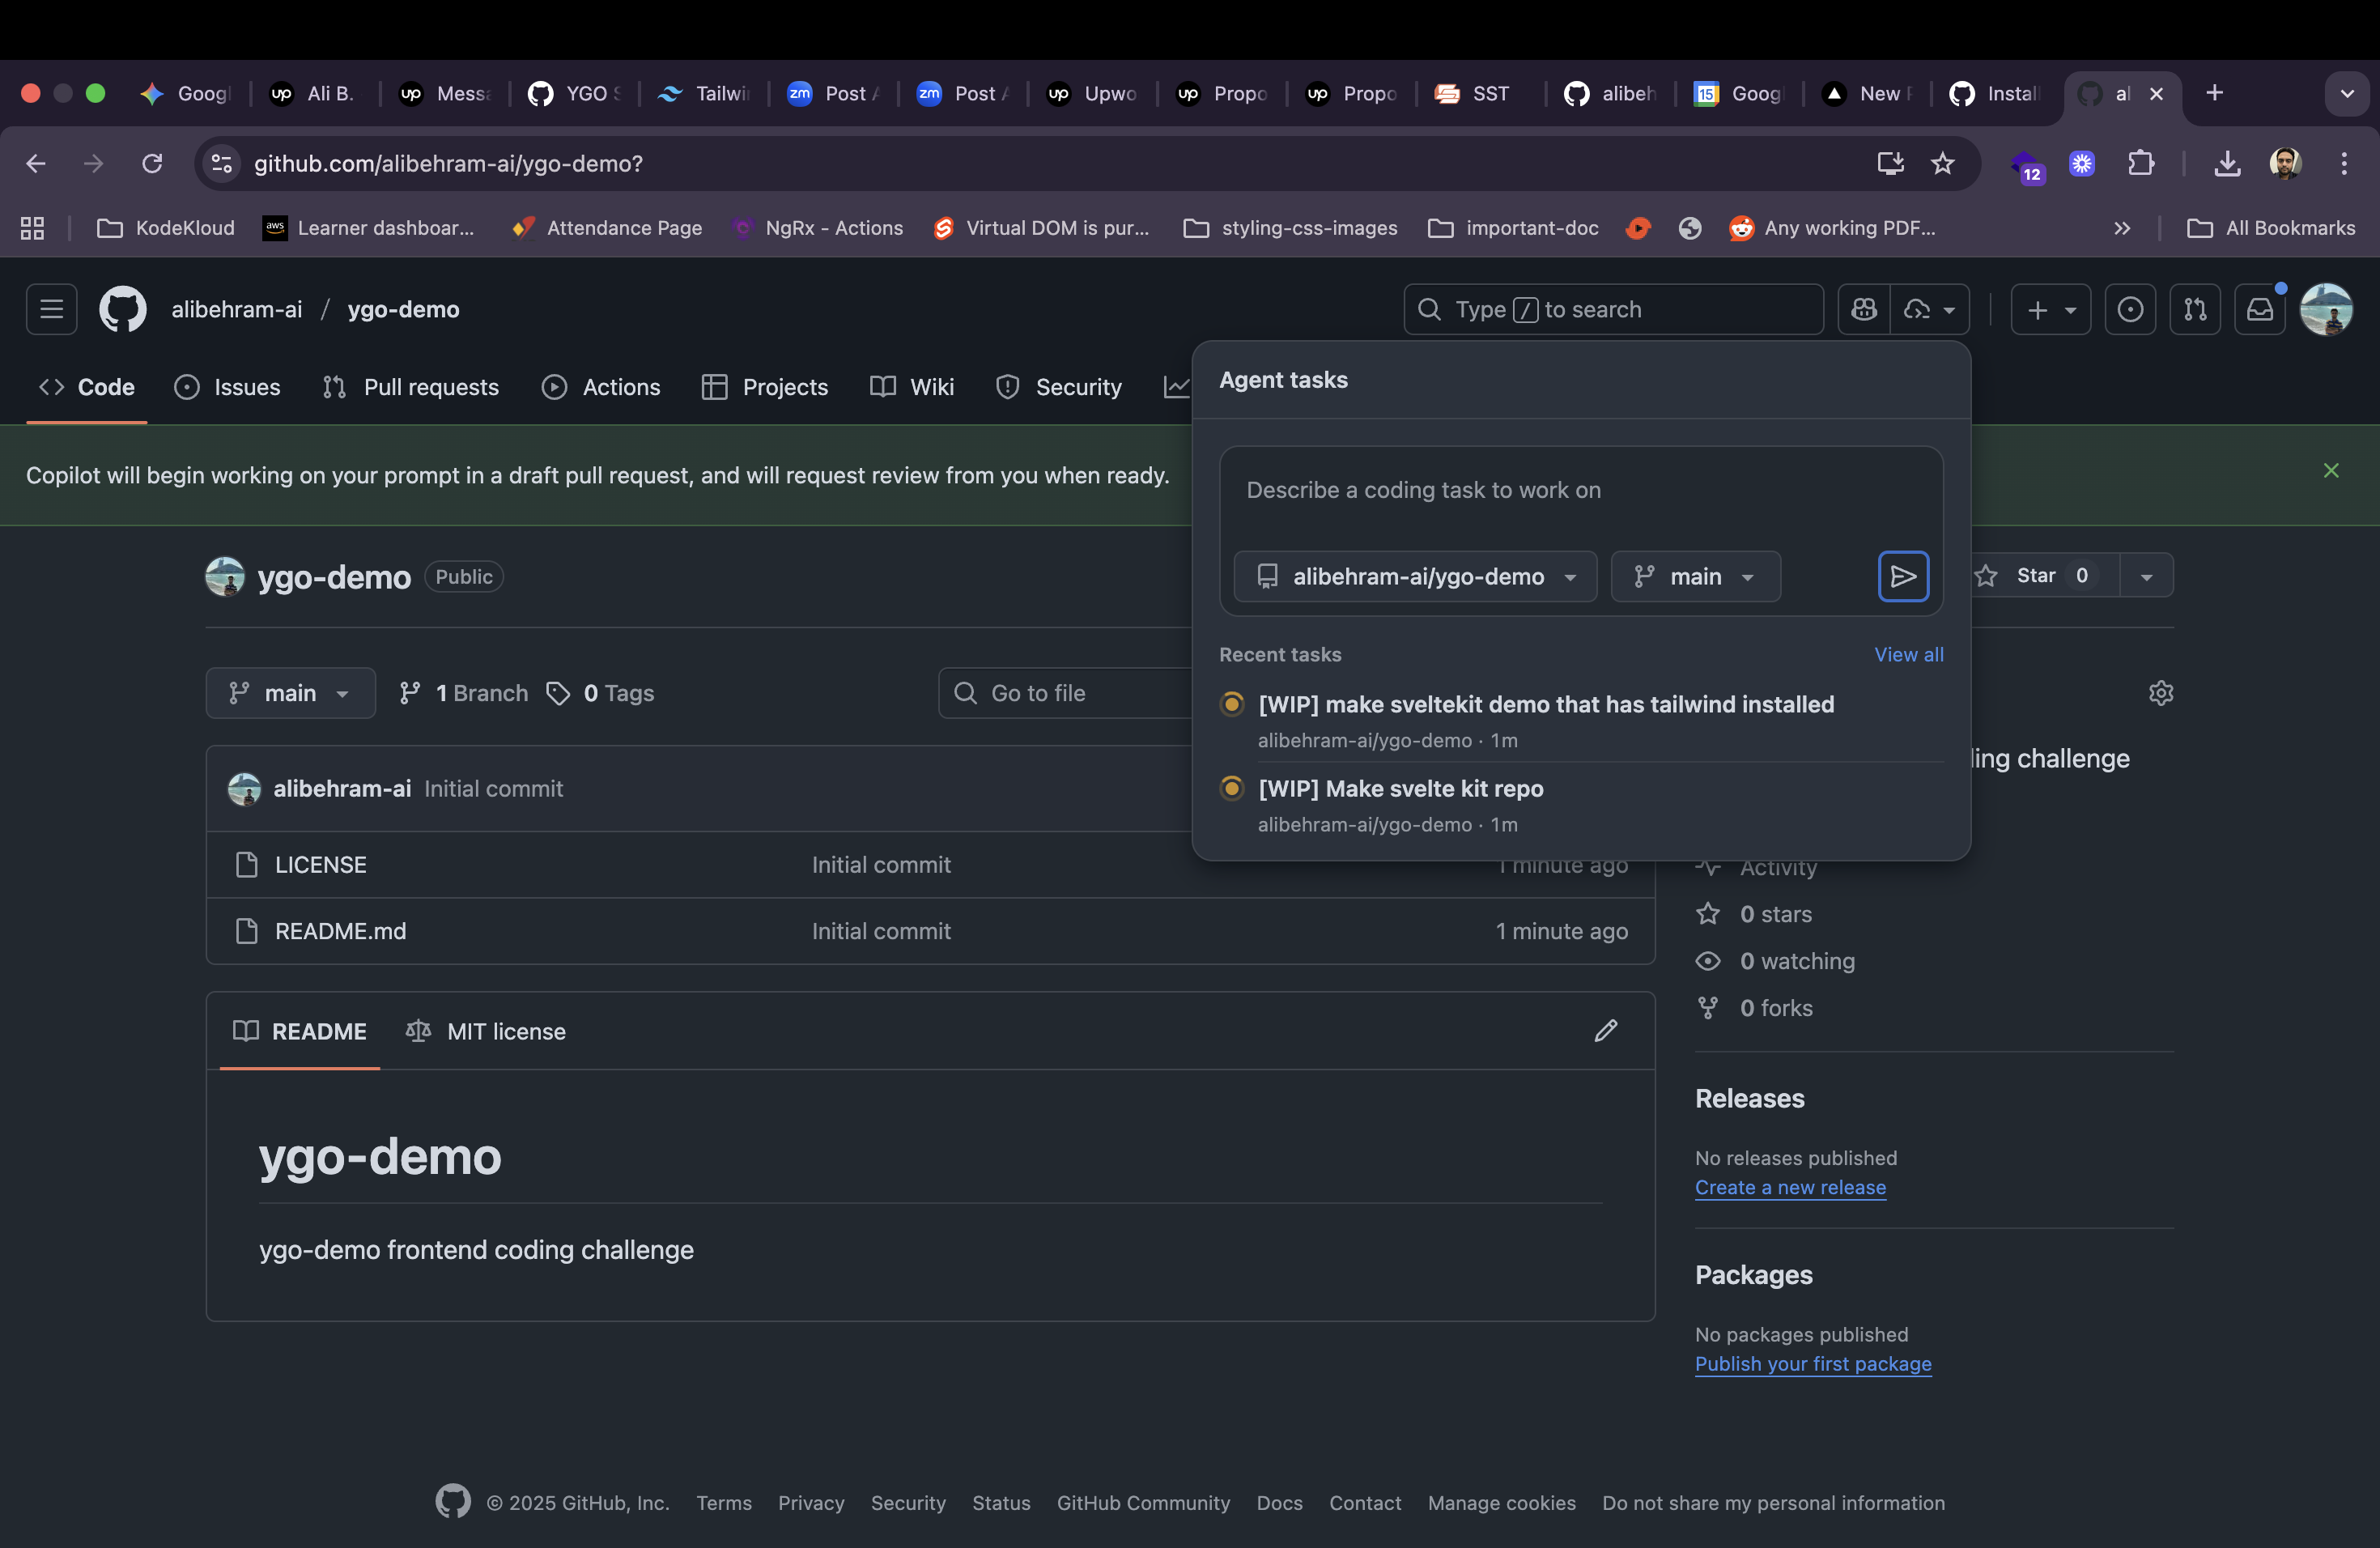 Googl
Ali B.
Messa
YGO S
Tailwin
Post A
Post A
Upwo
Propo
Propo
SST
alibeh
Googl
New P
Install
al
github.com/alibehram-ai/ygo-demo?
12
KodeKloud
Learner dashboar...
Attendance Page
NgRx - Actions
Virtual DOM is pur...
styling-css-images
important-doc
Any working PDF...
All Bookmarks
alibehram-ai / ygo-demo
Type / to search
Code
Issues
Pull requests
Actions
Projects
Wiki
Security
Agent tasks
Copilot will begin working on your prompt in a draft pull request, and will request review from you when ready.
Describe a coding task to work on
alibehram-ai/ygo-demo
main
ygo-demo
Public
Star 0
Recent tasks
View all
[WIP] make sveltekit demo that has tailwind installed
alibehram-ai/ygo-demo · 1m
[WIP] Make svelte kit repo
alibehram-ai/ygo-demo · 1m
main
1 Branch
0 Tags
Go to file
ling challenge
alibehram-ai Initial commit
LICENSE
Initial commit
1 minute ago
README.md
Initial commit
1 minute ago
Activity
0 stars
0 watching
0 forks
README
MIT license
ygo-demo
ygo-demo frontend coding challenge
Releases
No releases published
Create a new release
Packages
No packages published
Publish your first package
© 2025 GitHub, Inc.
Terms
Privacy
Security
Status
GitHub Community
Docs
Contact
Manage cookies
Do not share my personal information